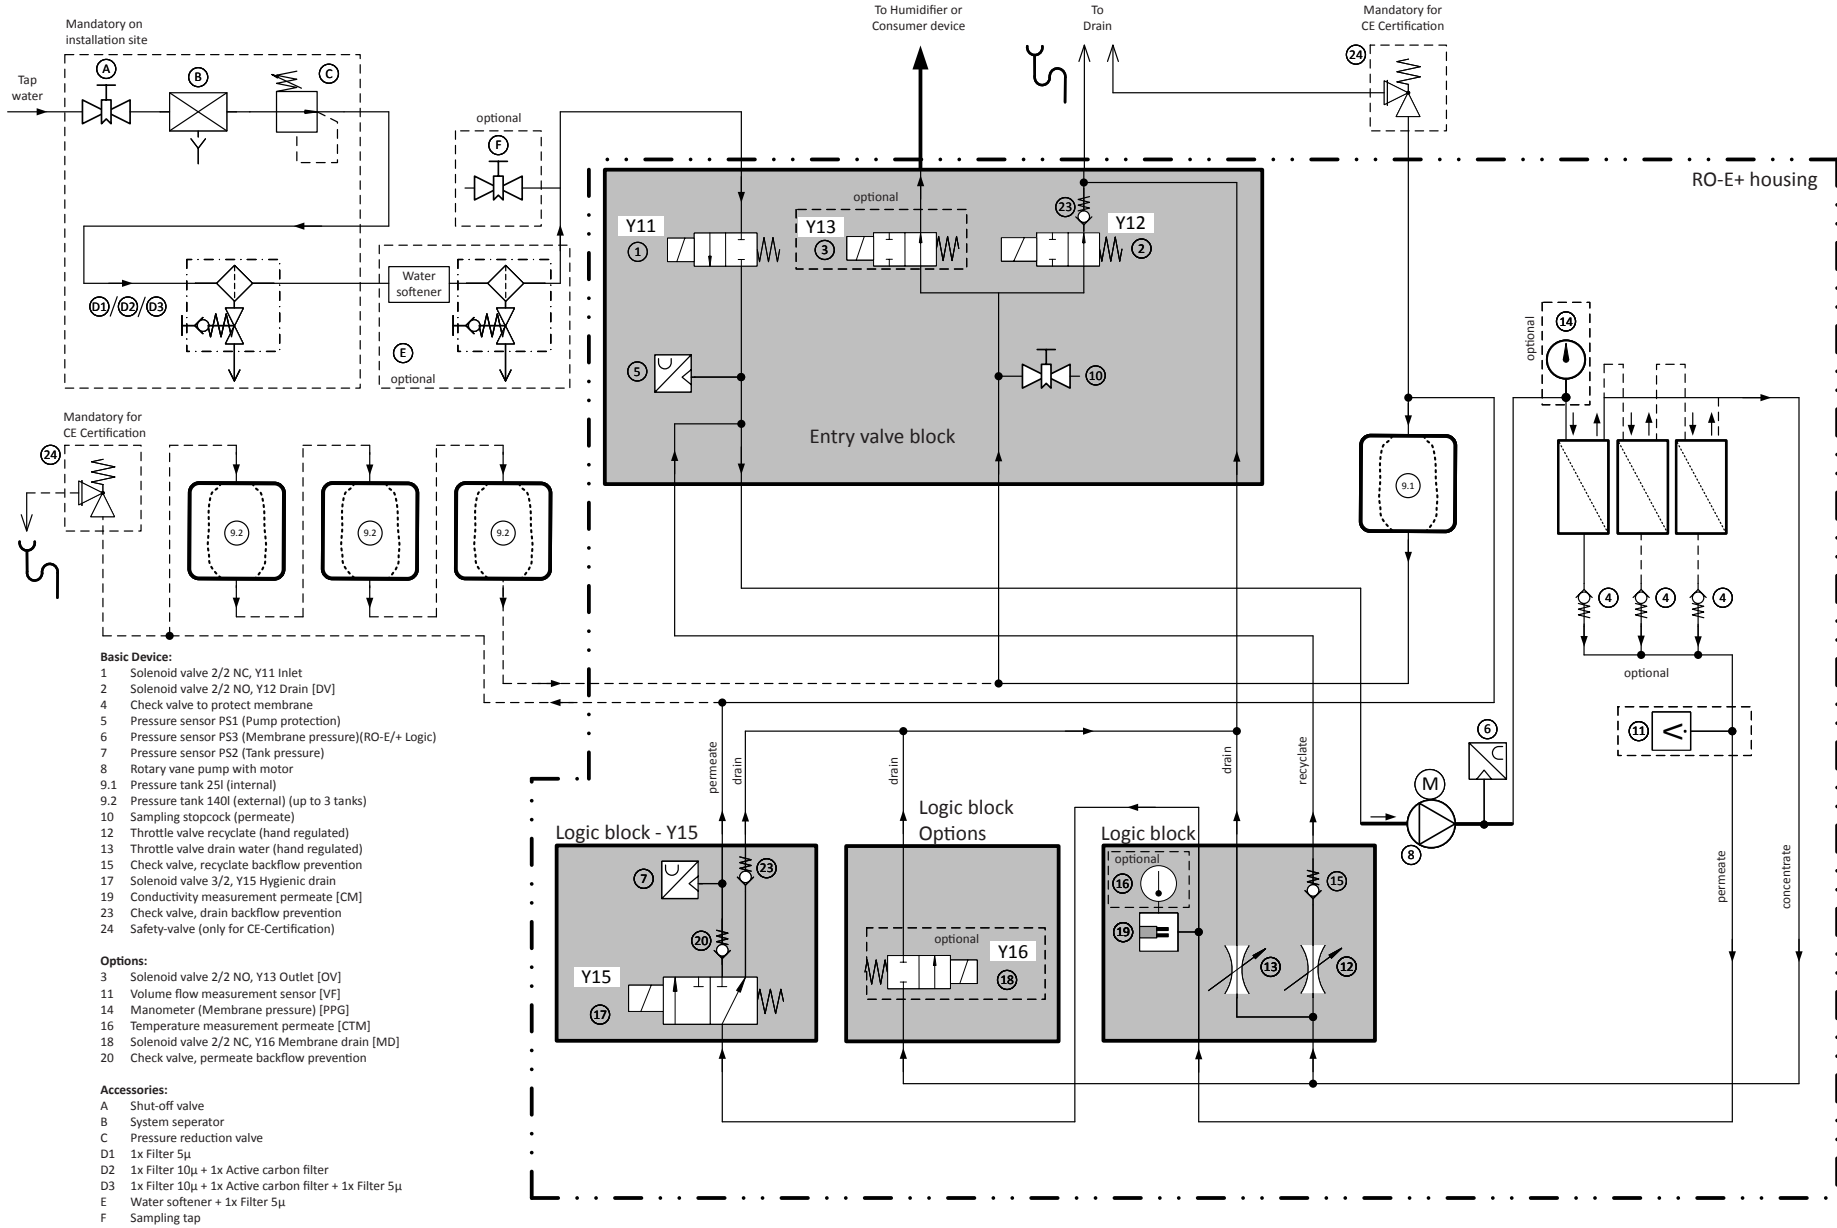 Mandatory on
installation site
Tap
water
A
B
C
To Humidifier or
Consumer device
To
Drain
Mandatory for
CE Certification
24
optional
F
RO-E+ housing
Y11
1
optional
Y13
3
23
Y12
2
D1/D2/D3
Water
softener
E
optional
5
10
Entry valve block
optional
14
9.1
Mandatory for
CE Certification
24
9.2
9.2
9.2
4
4
4
optional
11
6
M
8
permeate
drain
drain
drain
recyclate
permeate
concentrate
Logic block - Y15
7
23
20
Y15
17
Logic block
Options
optional
Y16
18
Logic block
optional
16
19
15
13
12
Basic Device:
1 Solenoid valve 2/2 NC, Y11 Inlet
2 Solenoid valve 2/2 NO, Y12 Drain [DV]
4 Check valve to protect membrane
5 Pressure sensor PS1 (Pump protection)
6 Pressure sensor PS3 (Membrane pressure)(RO-E/+ Logic)
7 Pressure sensor PS2 (Tank pressure)
8 Rotary vane pump with motor
9.1 Pressure tank 25l (internal)
9.2 Pressure tank 140l (external) (up to 3 tanks)
10 Sampling stopcock (permeate)
12 Throttle valve recyclate (hand regulated)
13 Throttle valve drain water (hand regulated)
15 Check valve, recyclate backflow prevention
17 Solenoid valve 3/2, Y15 Hygienic drain
19 Conductivity measurement permeate [CM]
23 Check valve, drain backflow prevention
24 Safety-valve (only for CE-Certification)
Options:
3 Solenoid valve 2/2 NO, Y13 Outlet [OV]
11 Volume flow measurement sensor [VF]
14 Manometer (Membrane pressure) [PPG]
16 Temperature measurement permeate [CTM]
18 Solenoid valve 2/2 NC, Y16 Membrane drain [MD]
20 Check valve, permeate backflow prevention
Accessories:
A Shut-off valve
B System seperator
C Pressure reduction valve
D1 1x Filter 5µ
D2 1x Filter 10µ + 1x Active carbon filter
D3 1x Filter 10µ + 1x Active carbon filter + 1x Filter 5µ
E Water softener + 1x Filter 5µ
F Sampling tap